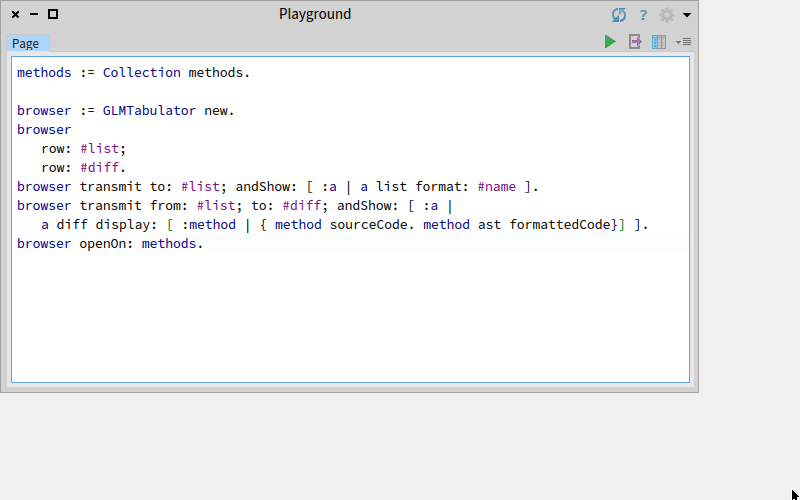 Playground
?
Page
methods := Collection methods.
browser := GLMTabulator new.
browser
row: #list;
row: #diff.
browser transmit to: #list; andShow: [ :a | a list format: #name ].
browser transmit from: #list; to: #diff; andShow: [ :a |
a diff display: [ :method | { method sourceCode. method ast formattedCode}] ].
browser openOn: methods.